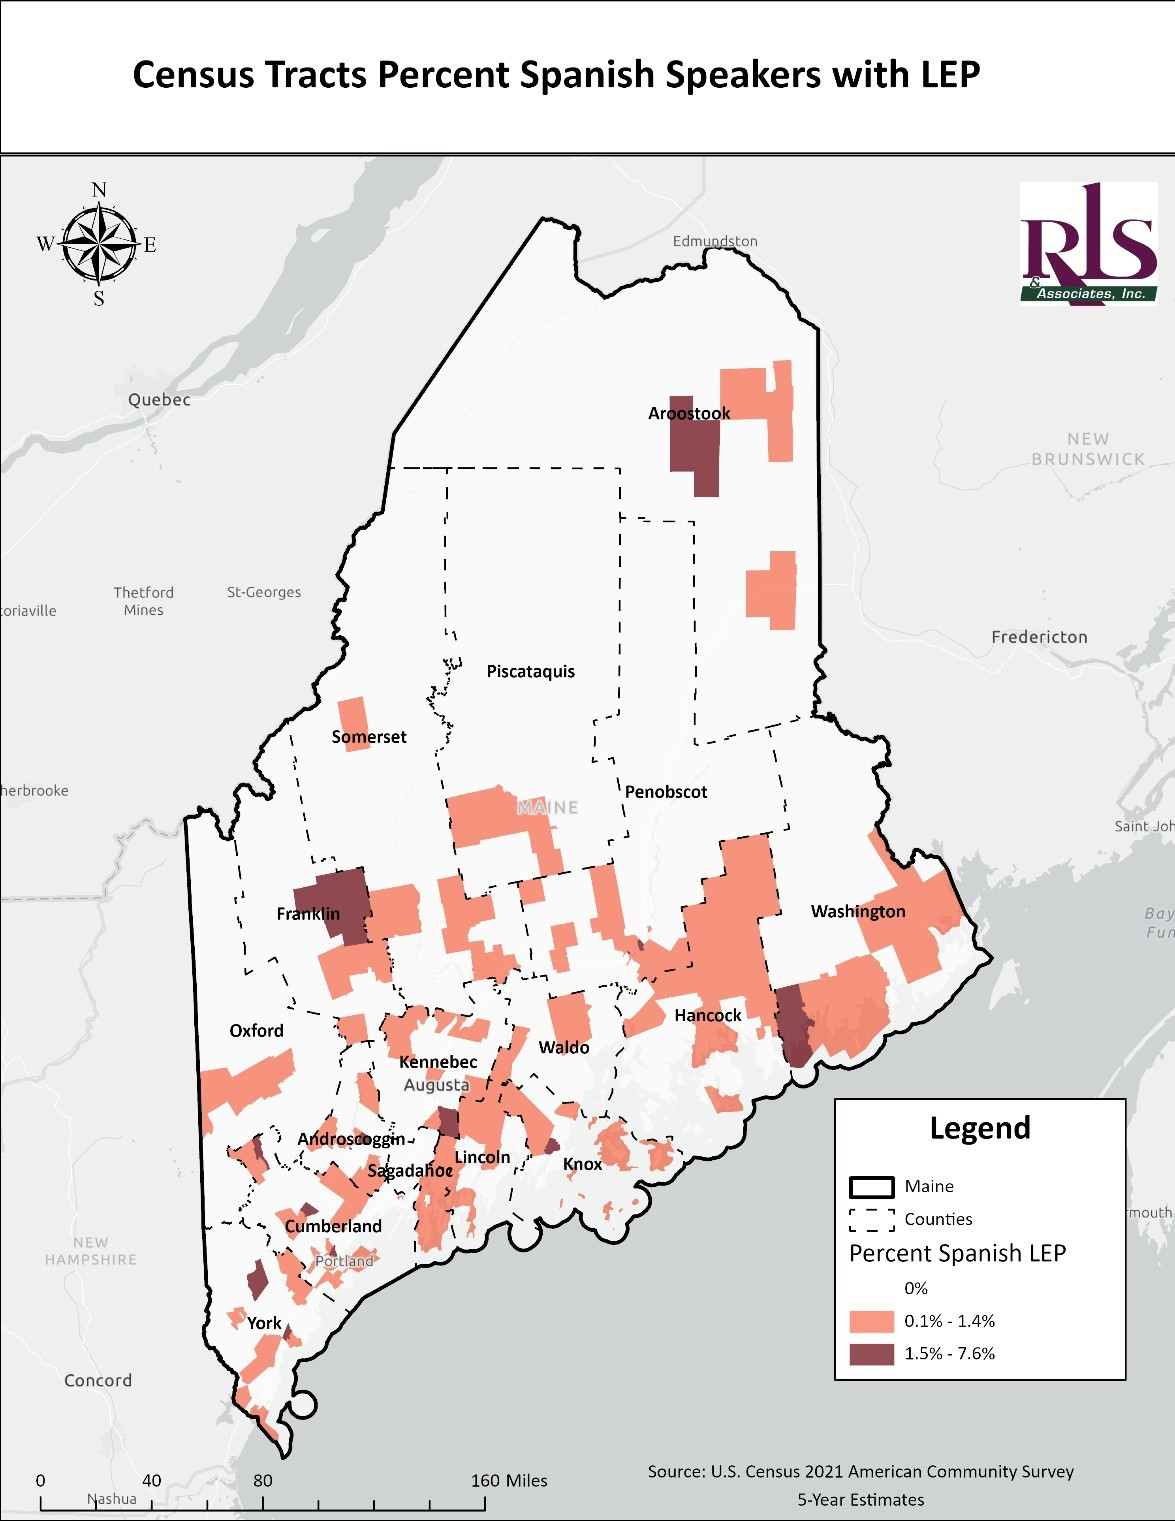 Census Tracts Percent Spanish Speakers with LEP
N
W
E
S
RLS
& Associates, Inc.
Edmundston
Quebec
Aroostook
NEW
BRUNSWICK
Thetford
Mines
St-Georges
toriaville
Fredericton
Piscataquis
Somerset
herbrooke
Penobscot
MAINE
Saint Joh
Franklin
Washington
Bay
Fun
Oxford
Hancock
Waldo
Kennebec
Augusta
Androscoggin
Lincoln
Sagadahoc
Knox
Cumberland
NEW
HAMPSHIRE
Portland
York
Concord
rmouth
Legend
Maine
Counties
Percent Spanish LEP
0%
0.1% - 1.4%
1.5% - 7.6%
0 40 80 160 Miles
Nashua
Source: U.S. Census 2021 American Community Survey
5-Year Estimates